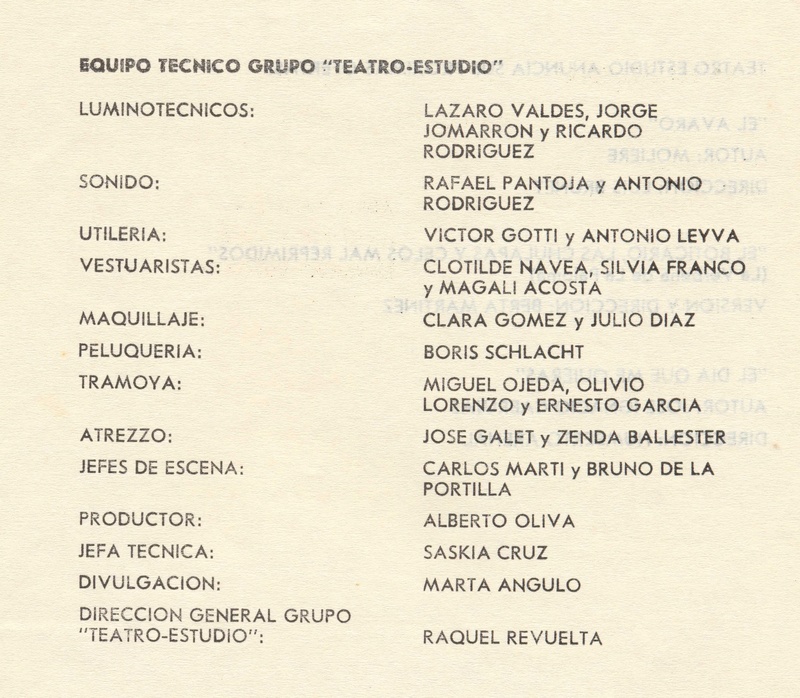 EQUIPO TECNICO GRUPO "TEATRO-ESTUDIO"
LUMINOTECNICOS: LAZARO VALDES, JORGE
JOMARRON y RICARDO
RODRIGUEZ
SONIDO: RAFAEL PANTOJA y ANTONIO
RODRIGUEZ
UTILERIA: VICTOR GOTTI y ANTONIO LEYVA
VESTUARISTAS: CLOTILDE NAVEA, SILVIA FRANCO
y MAGALI ACOSTA
MAQUILLAJE: CLARA GOMEZ y JULIO DIAZ
PELUQUERIA: BORIS SCHLACHT
TRAMOYA: MIGUEL OJEDA, OLIVIO
LORENZO y ERNESTO GARCIA
ATREZZO: JOSE GALET y ZENDA BALLESTER
JEFES DE ESCENA: CARLOS MARTI y BRUNO DE LA
PORTILLA
PRODUCTOR: ALBERTO OLIVA
JEFA TECNICA: SASKIA CRUZ
DIVULGACION: MARTA ANGULO
DIRECCION GENERAL GRUPO
"TEATRO-ESTUDIO": RAQUEL REVUELTA